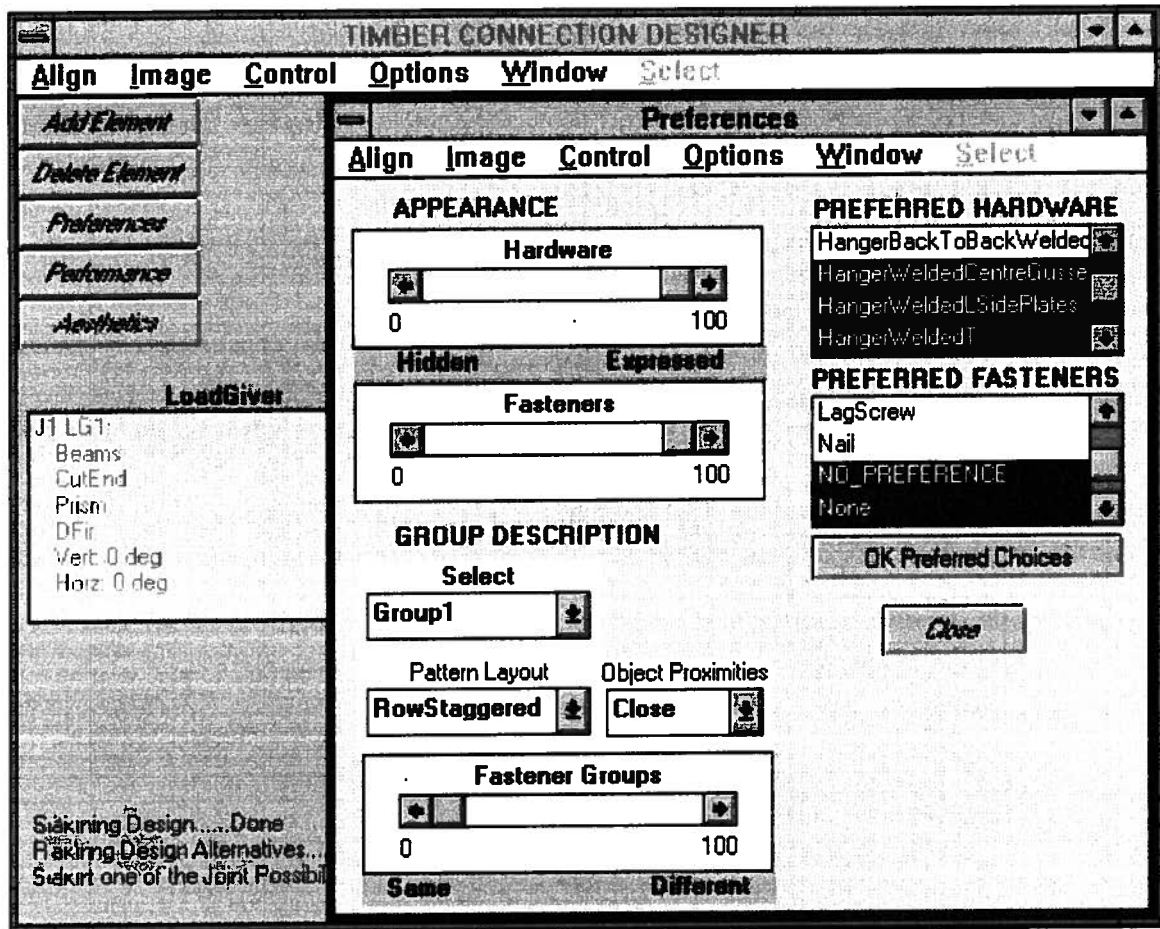 TIMBER CONNECTION DESIGNER
Align Image Control Options Window Select
Add Element
Delete Element
Preferences
Performance
Aesthetics
LoadGiver
J1 LG1:
Beams
CutEnd
Prism
DFir
Vert: 0 deg
Horz: 0 deg
Design.....Done
Design Alternatives...
one of the Joint Possibil
Preferences
Align Image Control Options Window Select
APPEARANCE
Hardware
0 100
Hidden Expressed
Fasteners
0 100
GROUP DESCRIPTION
Select
Group1
Pattern Layout Object Proximities
RowStaggered Close
Fastener Groups
0 100
Same Different
PREFERRED HARDWARE
HangerBackToBackWelded
HangerWeldedCentreGusse
HangerWeldedLSidePlates
HangerWeldedT
PREFERRED FASTENERS
LagScrew
Nail
NO_PREFERENCE
None
OK Preferred Choices
Close